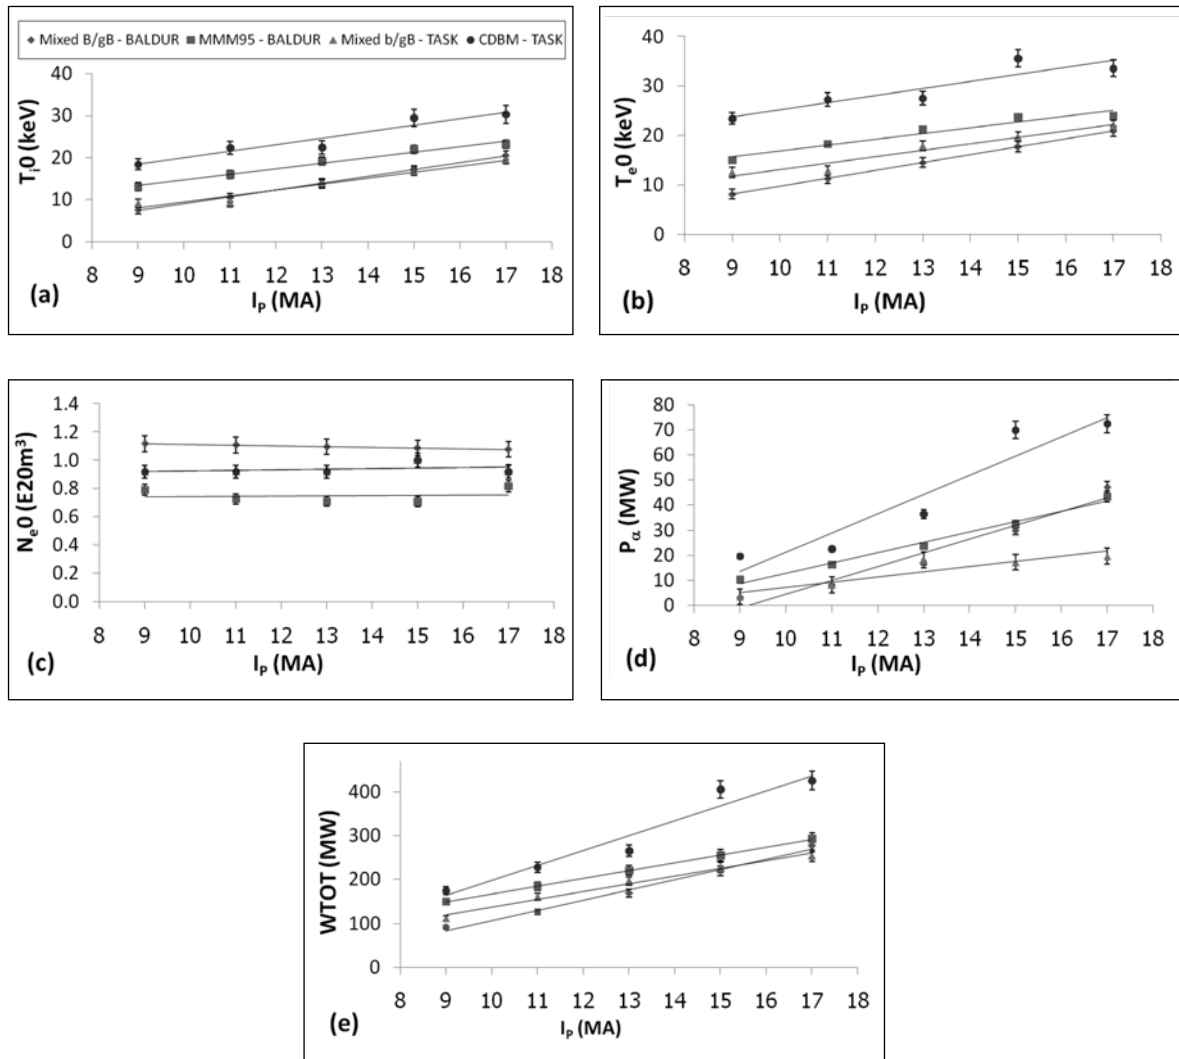 Mixed B/gB - BALDUR MMM95 - BALDUR Mixed b/gB - TASK CDBM - TASK
40
30
20
10
0
8 9 10 11 12 13 14 15 16 17 18
Ti0 (keV)
IP (MA)
(a)
40
30
20
10
0
8 9 10 11 12 13 14 15 16 17 18
Te0 (keV)
IP (MA)
(b)
1.4
1.2
1.0
0.8
0.6
0.4
0.2
0.0
8 9 10 11 12 13 14 15 16 17 18
Ne0 (E20m³)
IP (MA)
(c)
80
70
60
50
40
30
20
10
0
8 9 10 11 12 13 14 15 16 17 18
Pα (MW)
IP (MA)
(d)
400
300
200
100
0
8 9 10 11 12 13 14 15 16 17 18
WTOT (MW)
IP (MA)
(e)